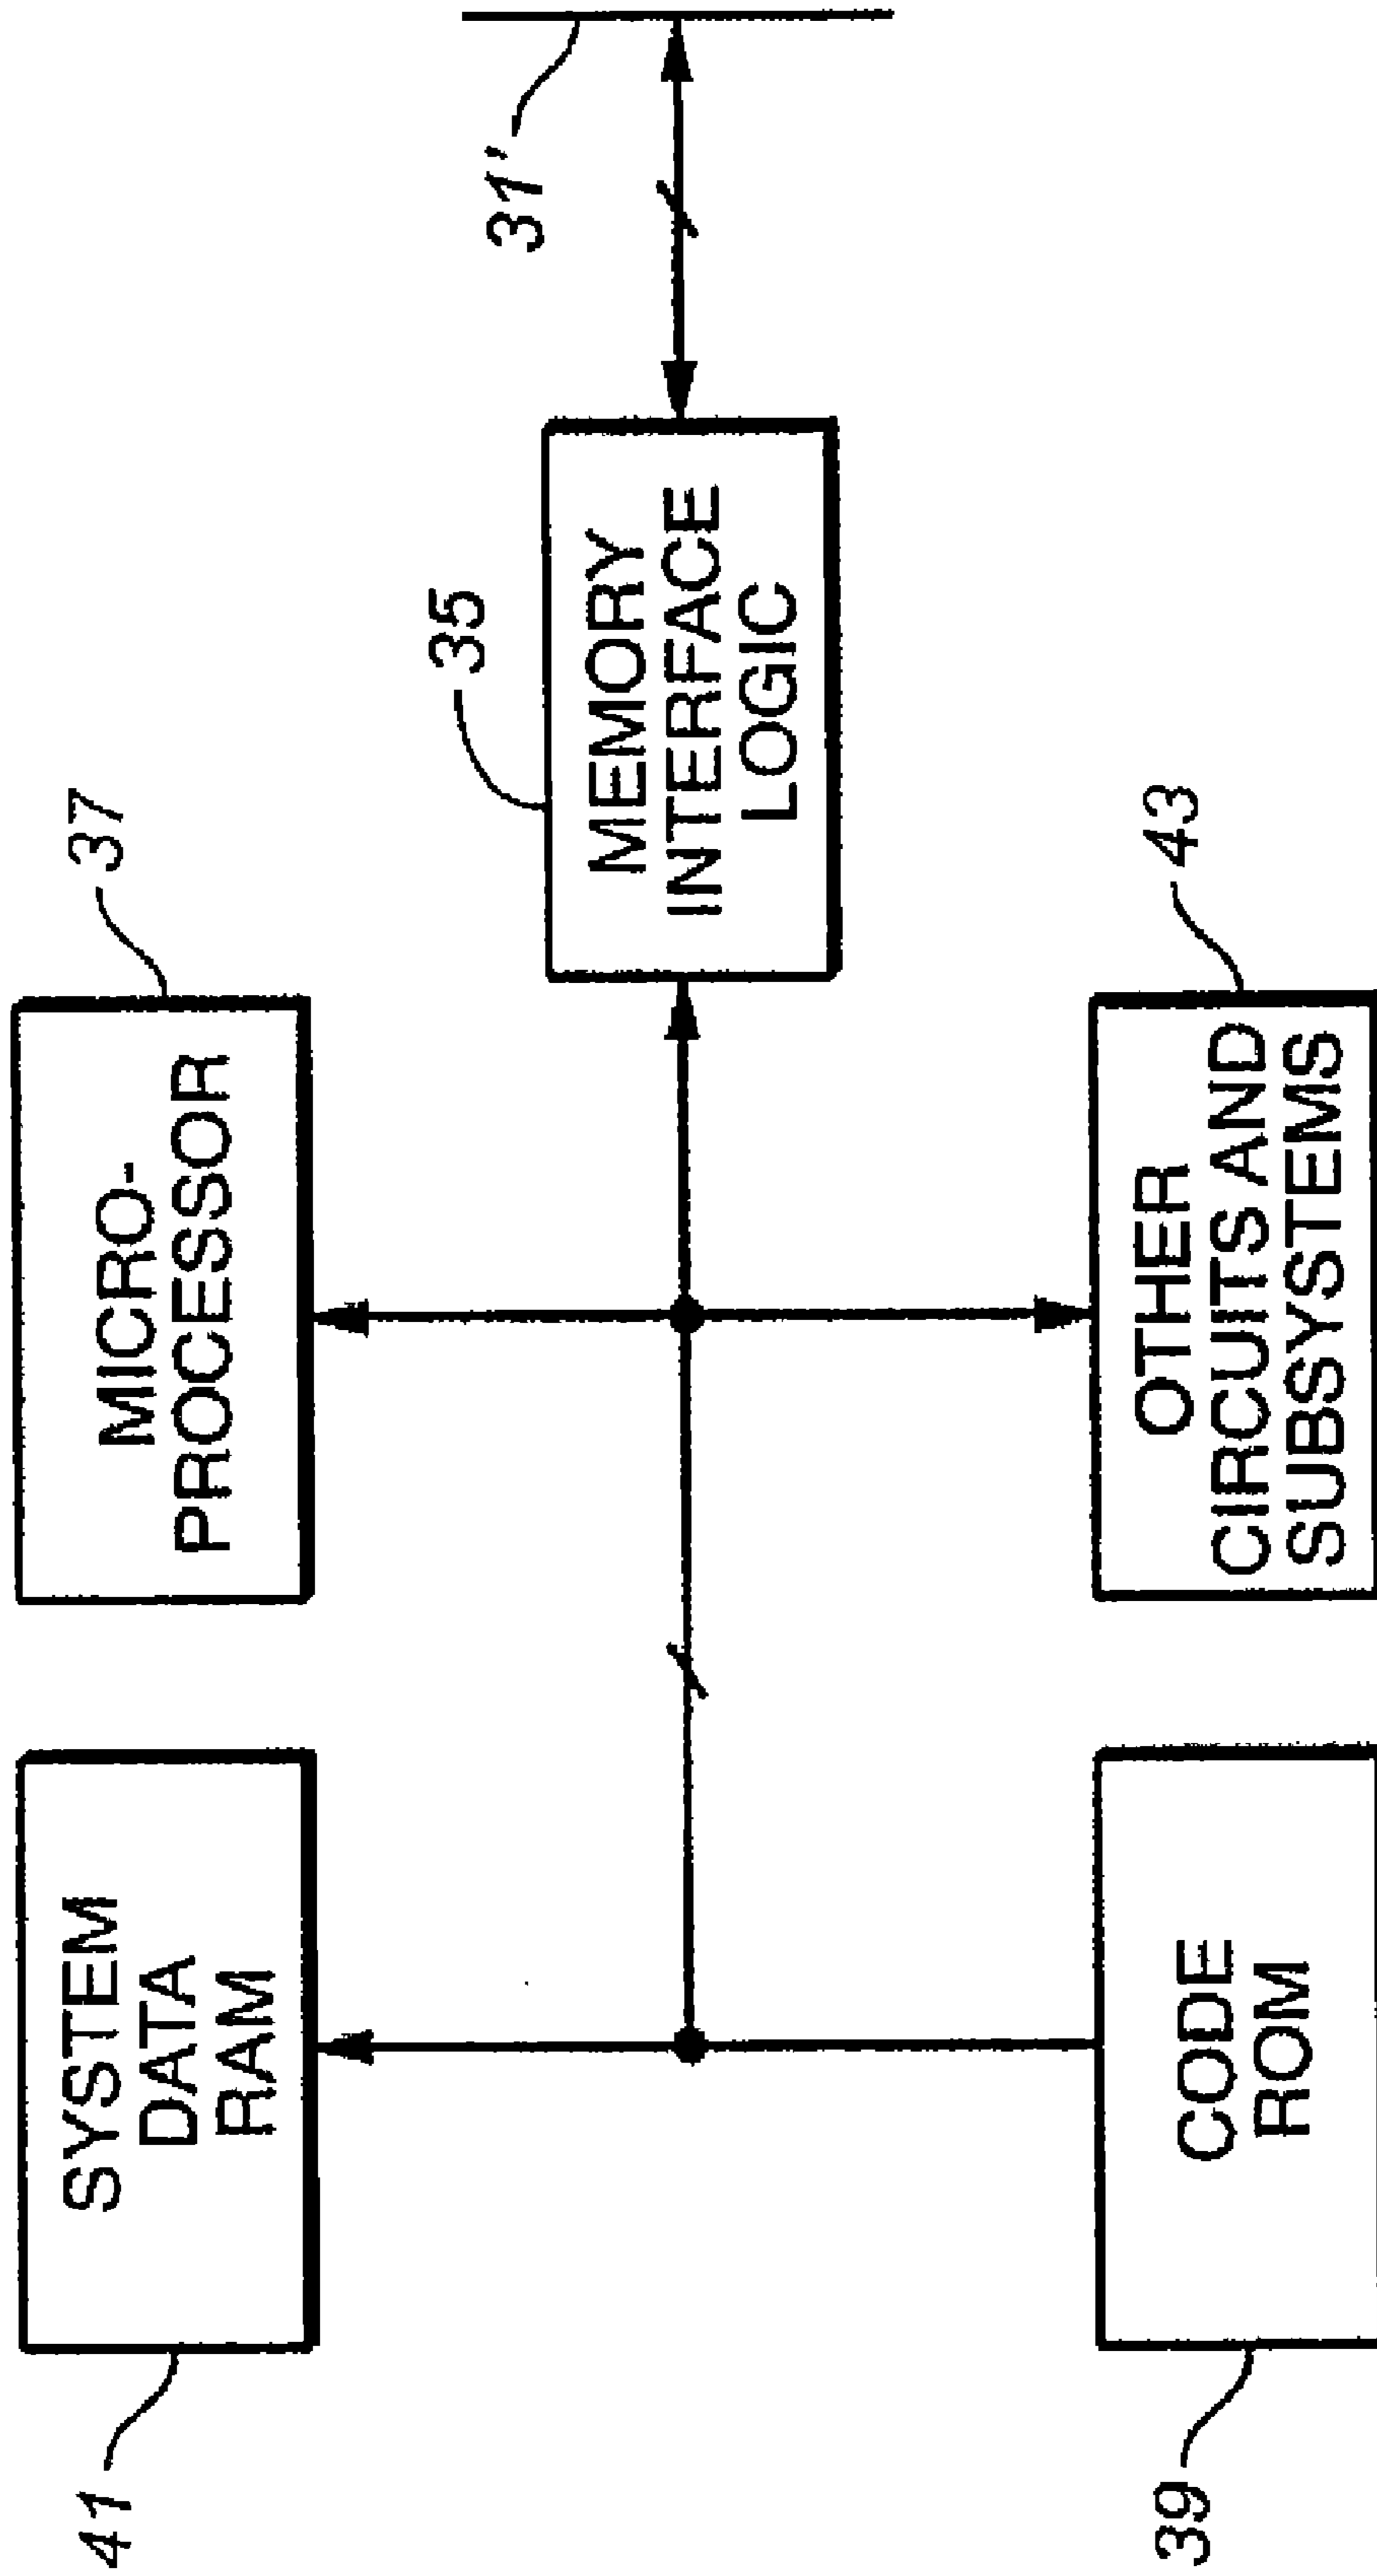 41
SYSTEM
DATA
RAM
37
MICRO-
PROCESSOR
35
MEMORY
INTERFACE
LOGIC
31'
39
CODE
ROM
43
OTHER
CIRCUITS AND
SUBSYSTEMS